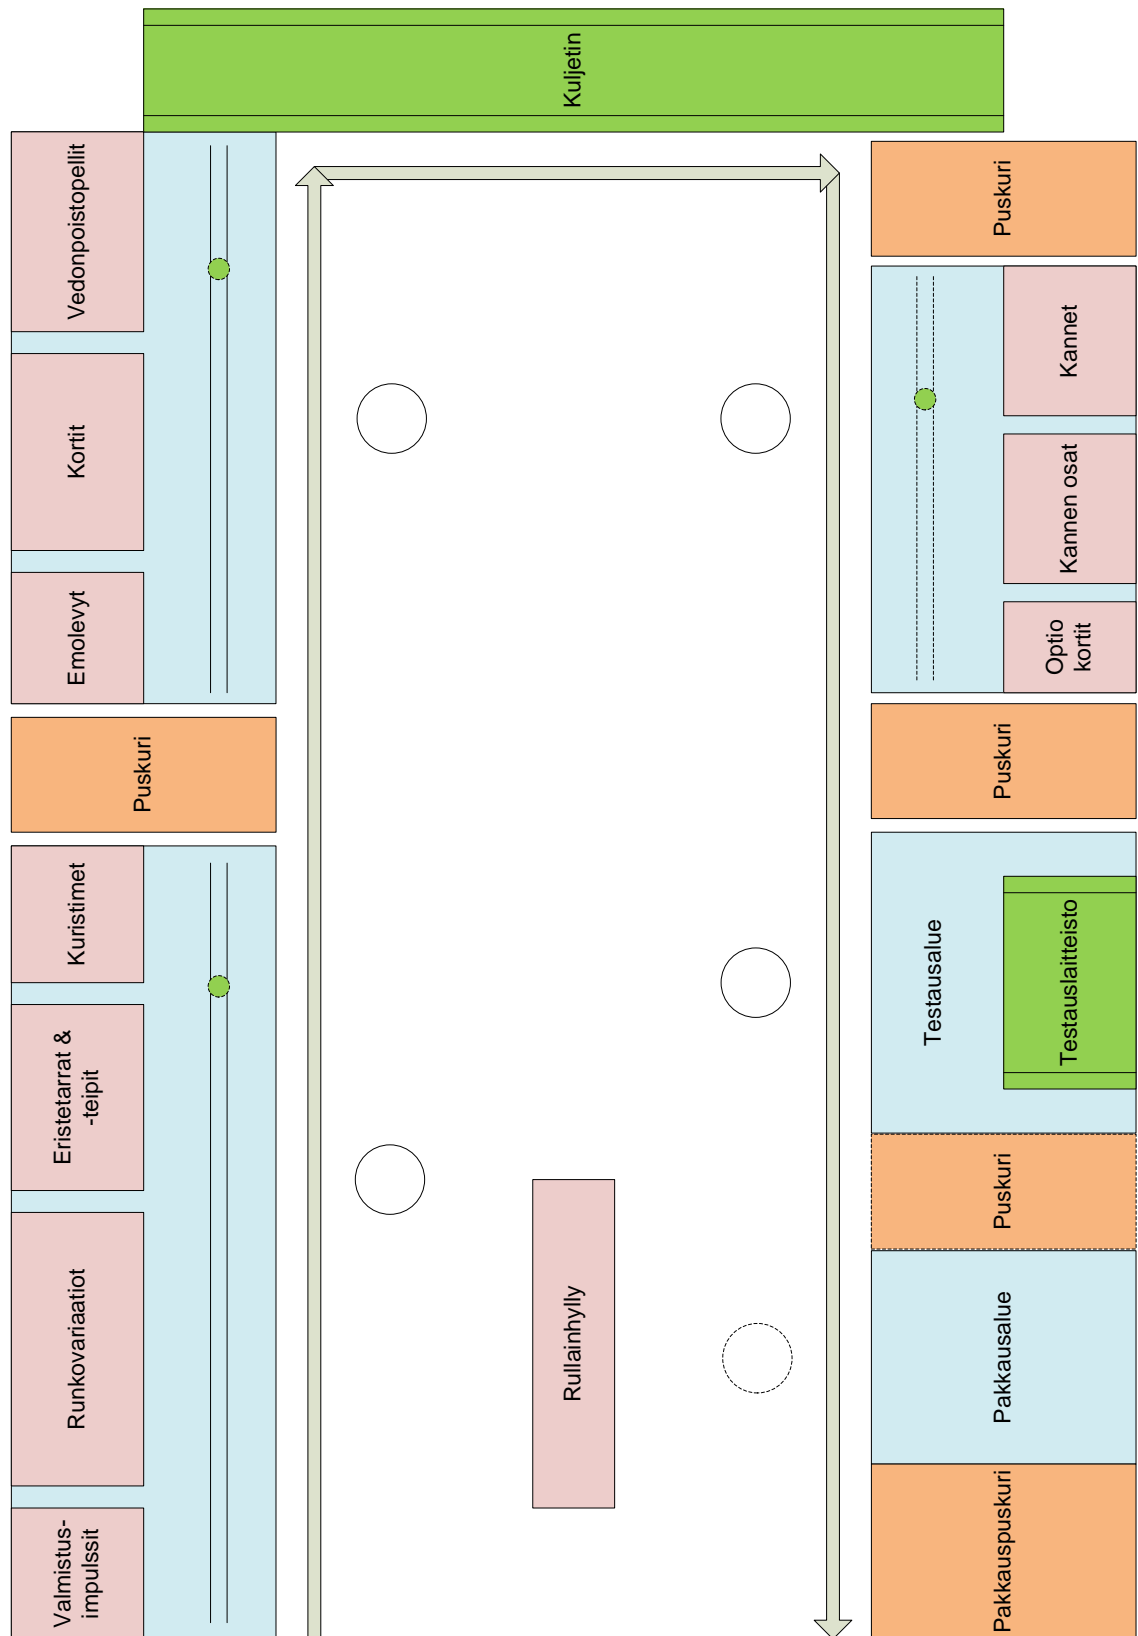 Kuljetin
Vedonpoistopellit
Kortit
Emolevyt
Puskuri
Kuristimet
Eristetarrat &
-teipit
Runkovariaatiot
Valmistus-
impulssit
Rullainhylly
Puskuri
Kannet
Kannen osat
Optio
kortit
Puskuri
Testausalue
Testauslaitteisto
Puskuri
Pakkausalue
Pakkauspuskuri